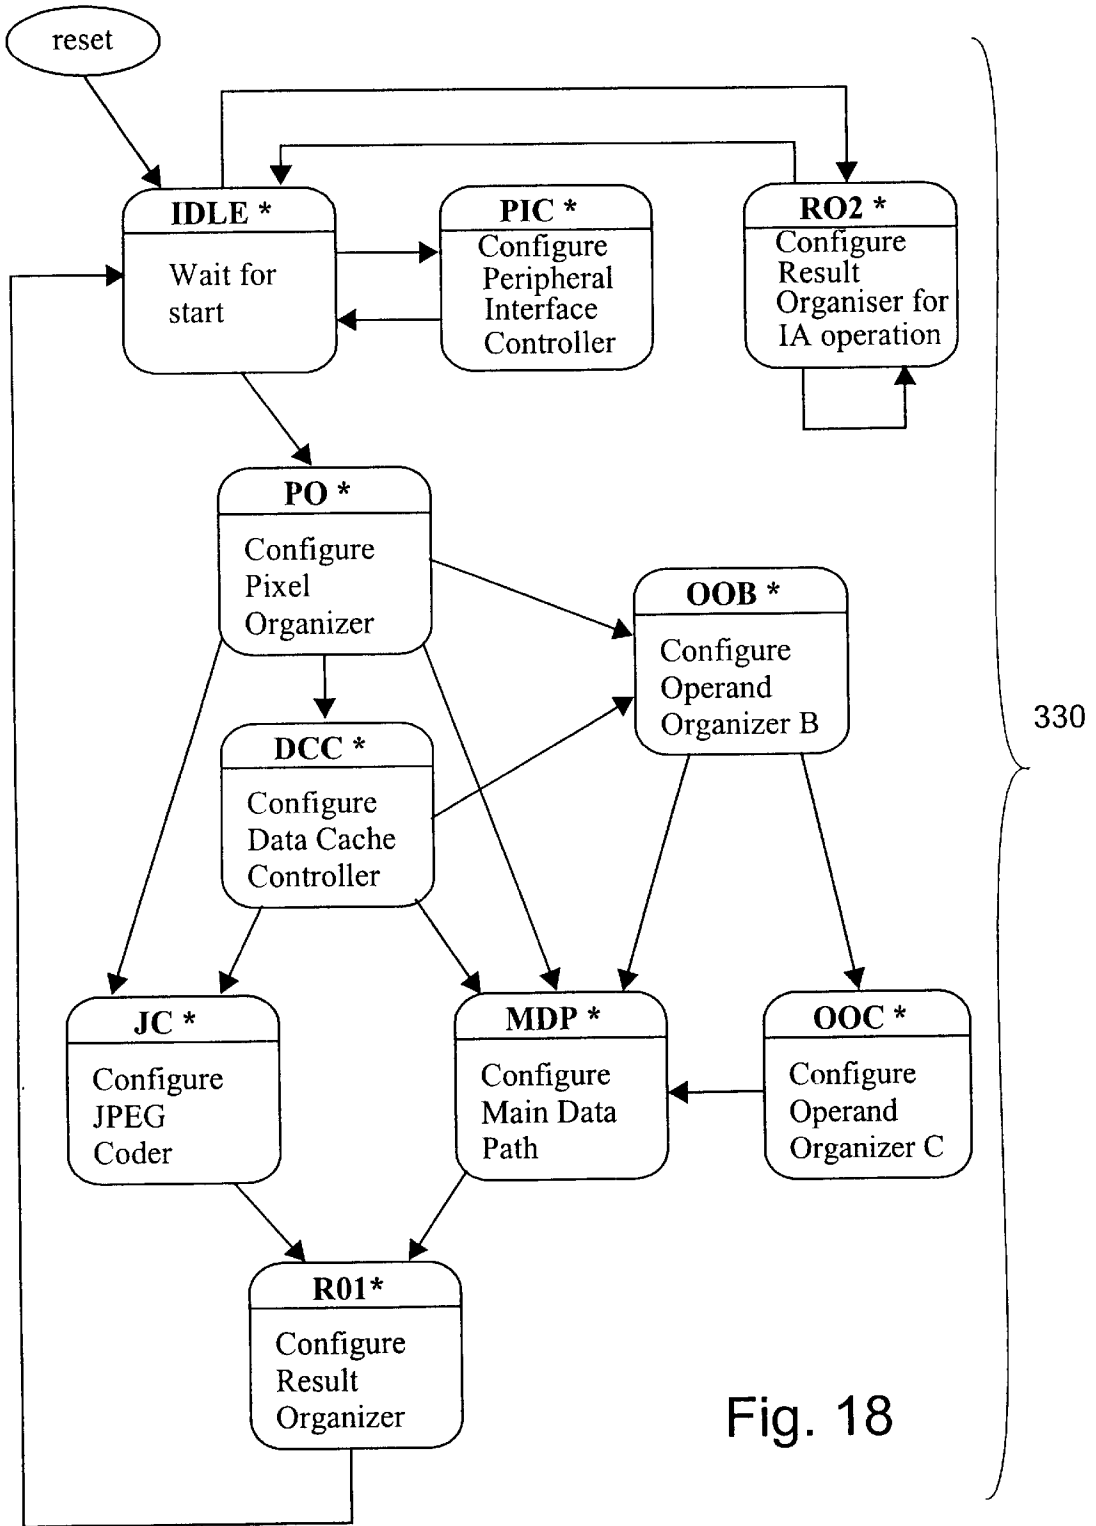 reset
IDLE *
Wait for
start
PIC *
Configure
Peripheral
Interface
Controller
RO2 *
Configure
Result
Organiser for
IA operation
PO *
Configure
Pixel
Organizer
OOB *
Configure
Operand
Organizer B
330
DCC *
Configure
Data Cache
Controller
JC *
Configure
JPEG
Coder
MDP *
Configure
Main Data
Path
OOC *
Configure
Operand
Organizer C
R01*
Configure
Result
Organizer
Fig. 18